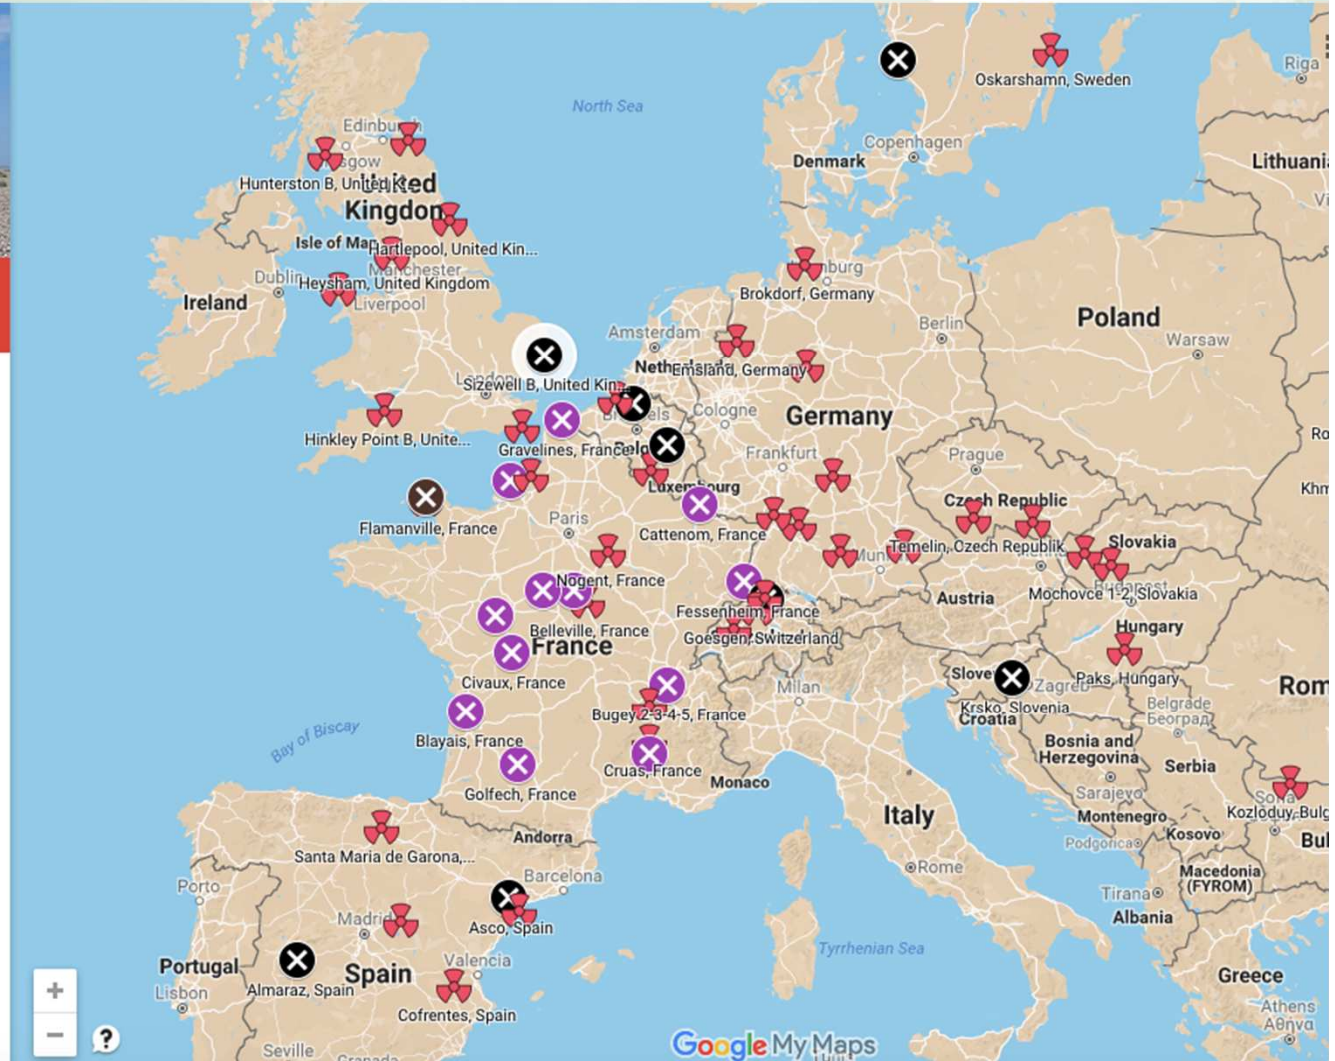 Riga
Oskarshamn, Sweden
North Sea
Edinburgh
Copenhagen
Denmark
Lithuania
Hunterston B, United K...
United
Kingdom
Isle of Man
Hartlepool, United Kin...
Manchester
Dublin
Heysham, United Kingdom
Liverpool
Ireland
Brokdorf, Germany
Berlin
Poland
Warsaw
Amsterdam
Emsland, Germany
London
Sizewell B, United Kin...
Cologne
Germany
Hinkley Point B, Unite...
Gravelines, France
Frankfurt
Prague
Luxembourg
Czech Republic
Paris
Flamanville, France
Cattenom, France
Temelin, Czech Republik
Slovakia
Nogent, France
Budapest
Mochovce 1-2, Slovakia
Austria
Fessenheim, France
Belleville, France
Goesgen, Switzerland
Hungary
France
Civaux, France
Milan
Zagreb
Paks, Hungary
Rom
Krsko, Slovenia
Croatia
Belgrade
Београд
Bugey 2-3-4-5, France
Bay of Biscay
Blayais, France
Bosnia and
Herzegovina
Serbia
Cruas, France
Monaco
Golfech, France
Sarajevo
Montenegro
Kozloduy, Bulg
Kosovo
Podgorica
Italy
Andorra
Santa Maria de Garona,...
Barcelona
Rome
Macedonia
(FYROM)
Porto
Tirana
Albania
Madrid
Asco, Spain
Tyrrhenian Sea
Valencia
Portugal
Spain
Almaraz, Spain
Lisbon
Greece
Cofrentes, Spain
Athens
Αθήνα
Google My Maps
Seville
Granada
+
−
?